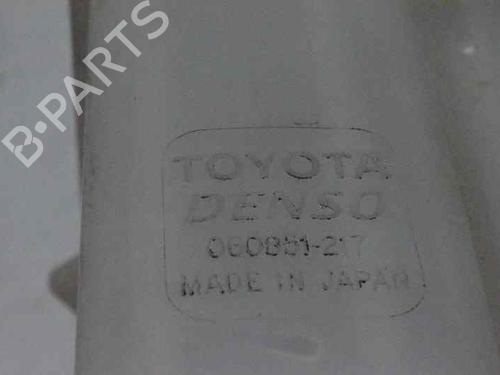 B-PARTS
TOYOTA
DENSO
060851-217
MADE IN JAPAN